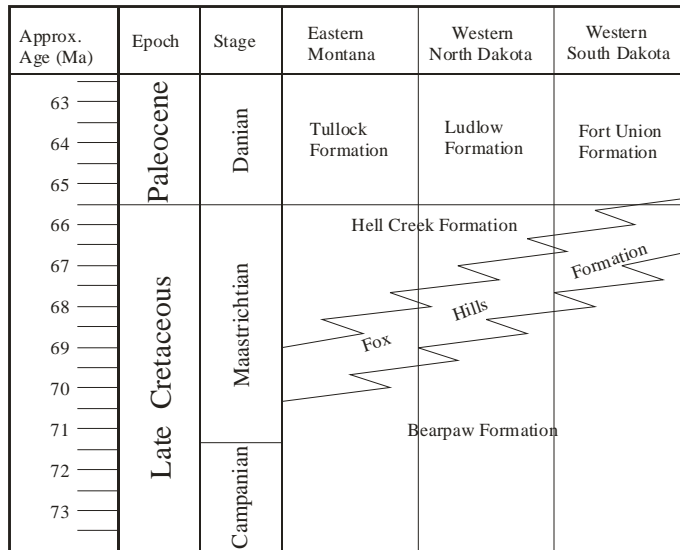 Approx.
Age (Ma)
Epoch
Stage
Eastern
Montana
Western
North Dakota
Western
South Dakota
63
64
65
66
67
68
69
70
71
72
73
Paleocene
Late Cretaceous
Danian
Maastrichtian
Campanian
Tullock
Formation
Ludlow
Formation
Fort Union
Formation
Hell Creek Formation
Fox Hills Formation
Bearpaw Formation